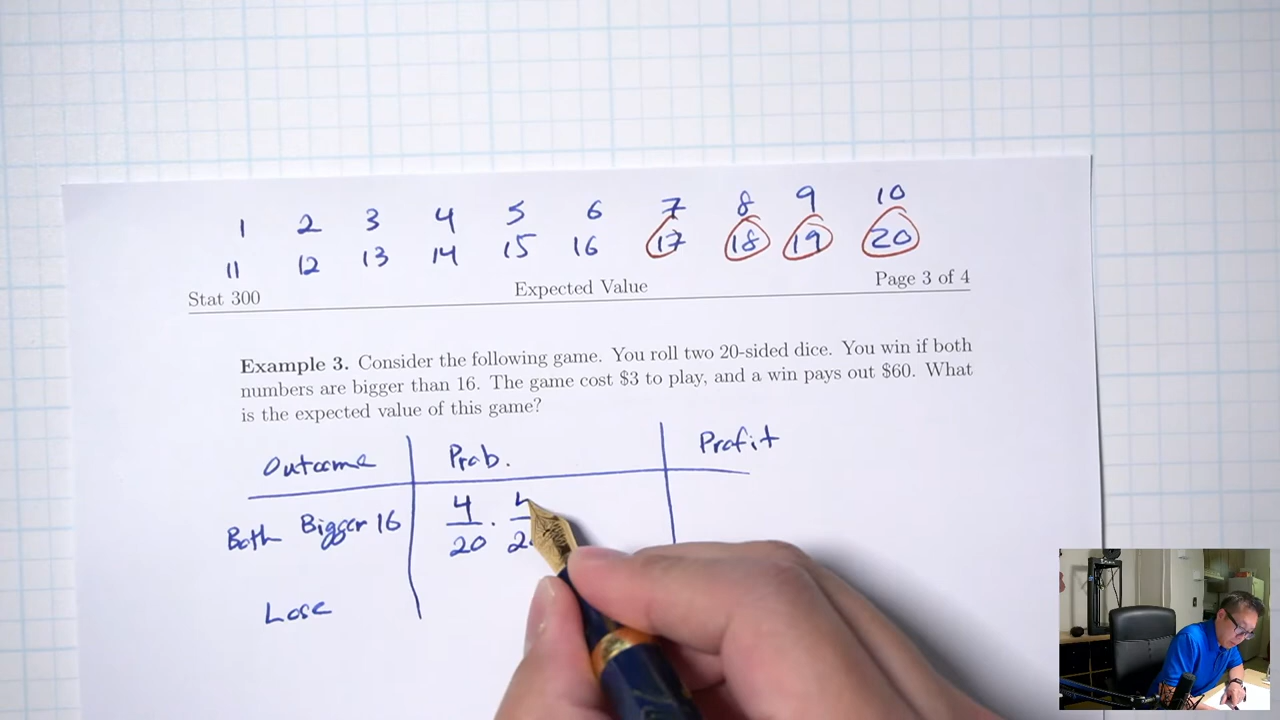 1 2 3 4 5 6 7 8 9 10
11 12 13 14 15 16 17 18 19 20
Stat 300 Expected Value Page 3 of 4
Example 3. Consider the following game. You roll two 20-sided dice. You win if both
numbers are bigger than 16. The game cost $3 to play, and a win pays out $60. What
is the expected value of this game?
Outcome Prob. Profit
Both Bigger 16 4/20 · 4/2
Lose